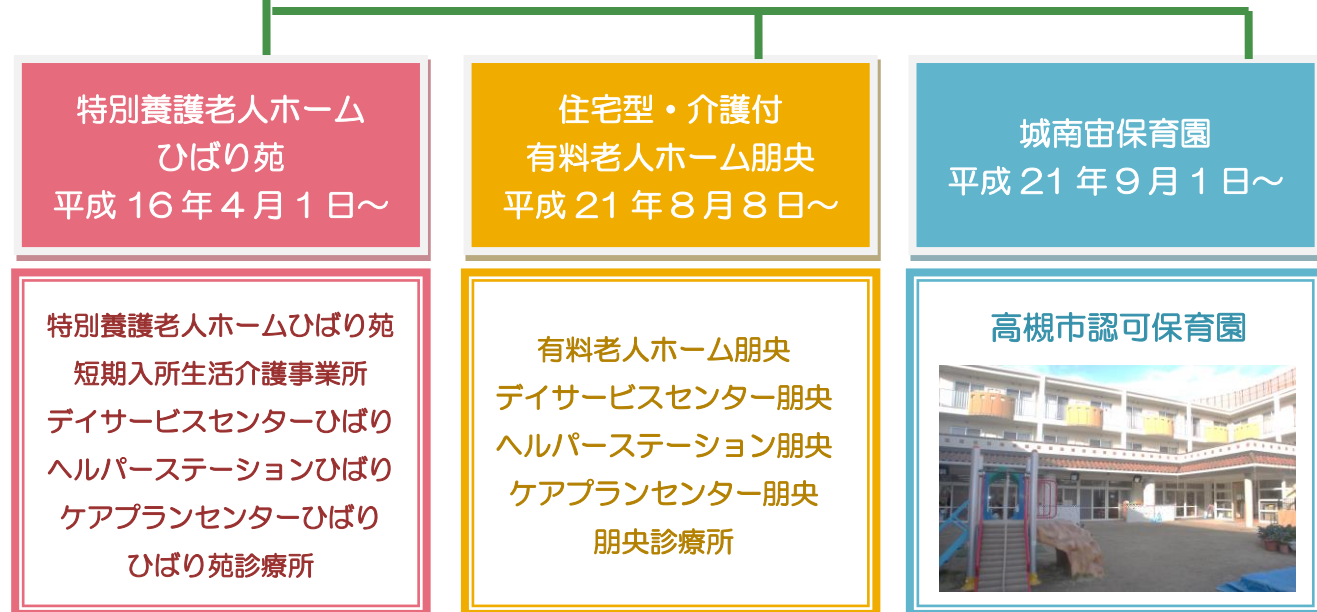 特別養護老人ホーム
ひばり苑
平成 16 年 4 月 1 日～
特別養護老人ホームひばり苑
短期入所生活介護事業所
デイサービスセンターひばり
ヘルパーステーションひばり
ケアプランセンターひばり
ひばり苑診療所
住宅型・介護付
有料老人ホーム朋央
平成 21 年 8 月 8 日～
有料老人ホーム朋央
デイサービスセンター朋央
ヘルパーステーション朋央
ケアプランセンター朋央
朋央診療所
城南宙保育園
平成 21 年 9 月 1 日～
高槻市認可保育園